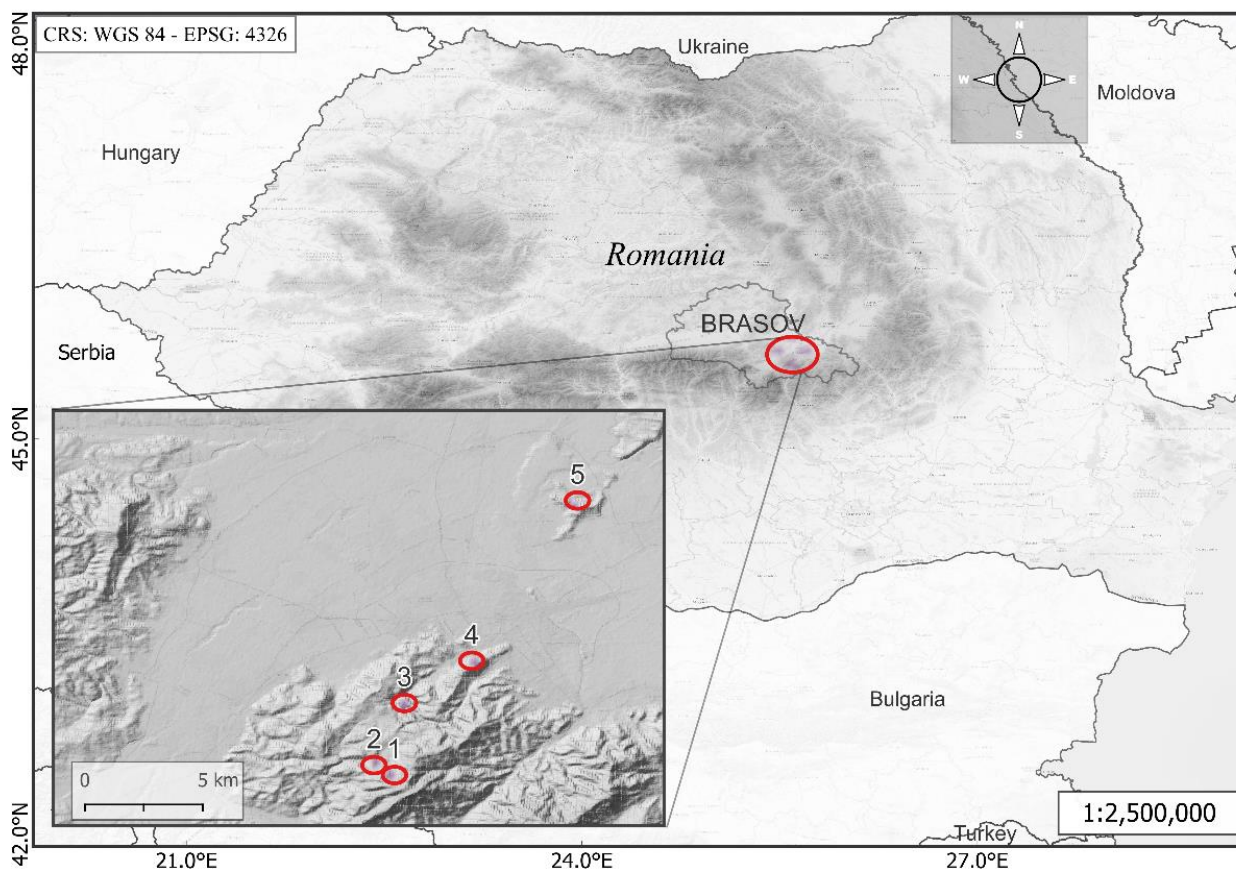 48.0°N
CRS: WGS 84 - EPSG: 4326
Ukraine
N
W
E
S
Moldova
Hungary
Romania
BRASOV
Serbia
45.0°N
5
4
3
2
1
0
5 km
Bulgaria
1:2,500,000
Turkey
42.0°N
21.0°E
24.0°E
27.0°E